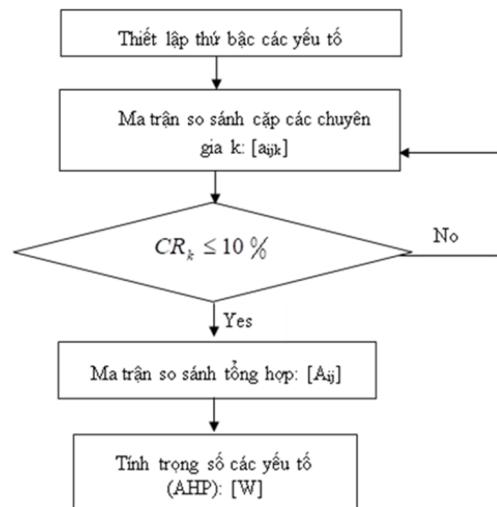 Thiết lập thứ bậc các yếu tố
Ma trận so sánh cặp các chuyên
gia k: [aijk]
CRk ≤ 10 %
No
Yes
Ma trận so sánh tổng hợp: [Aij]
Tính trọng số các yếu tố
(AHP): [W]